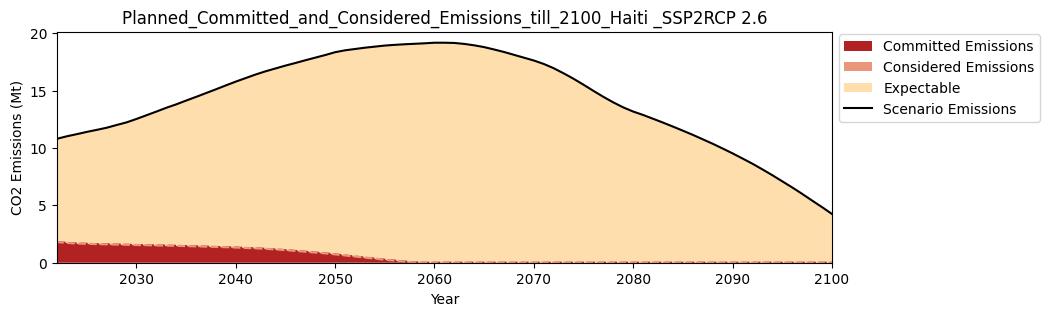 Planned_Committed_and_Considered_Emissions_till_2100_Haiti _SSP2RCP 2.6
CO2 Emissions (Mt)
20
15
10
5
0
2030 2040 2050 2060 2070 2080 2090 2100
Year
Committed Emissions
Considered Emissions
Expectable
Scenario Emissions